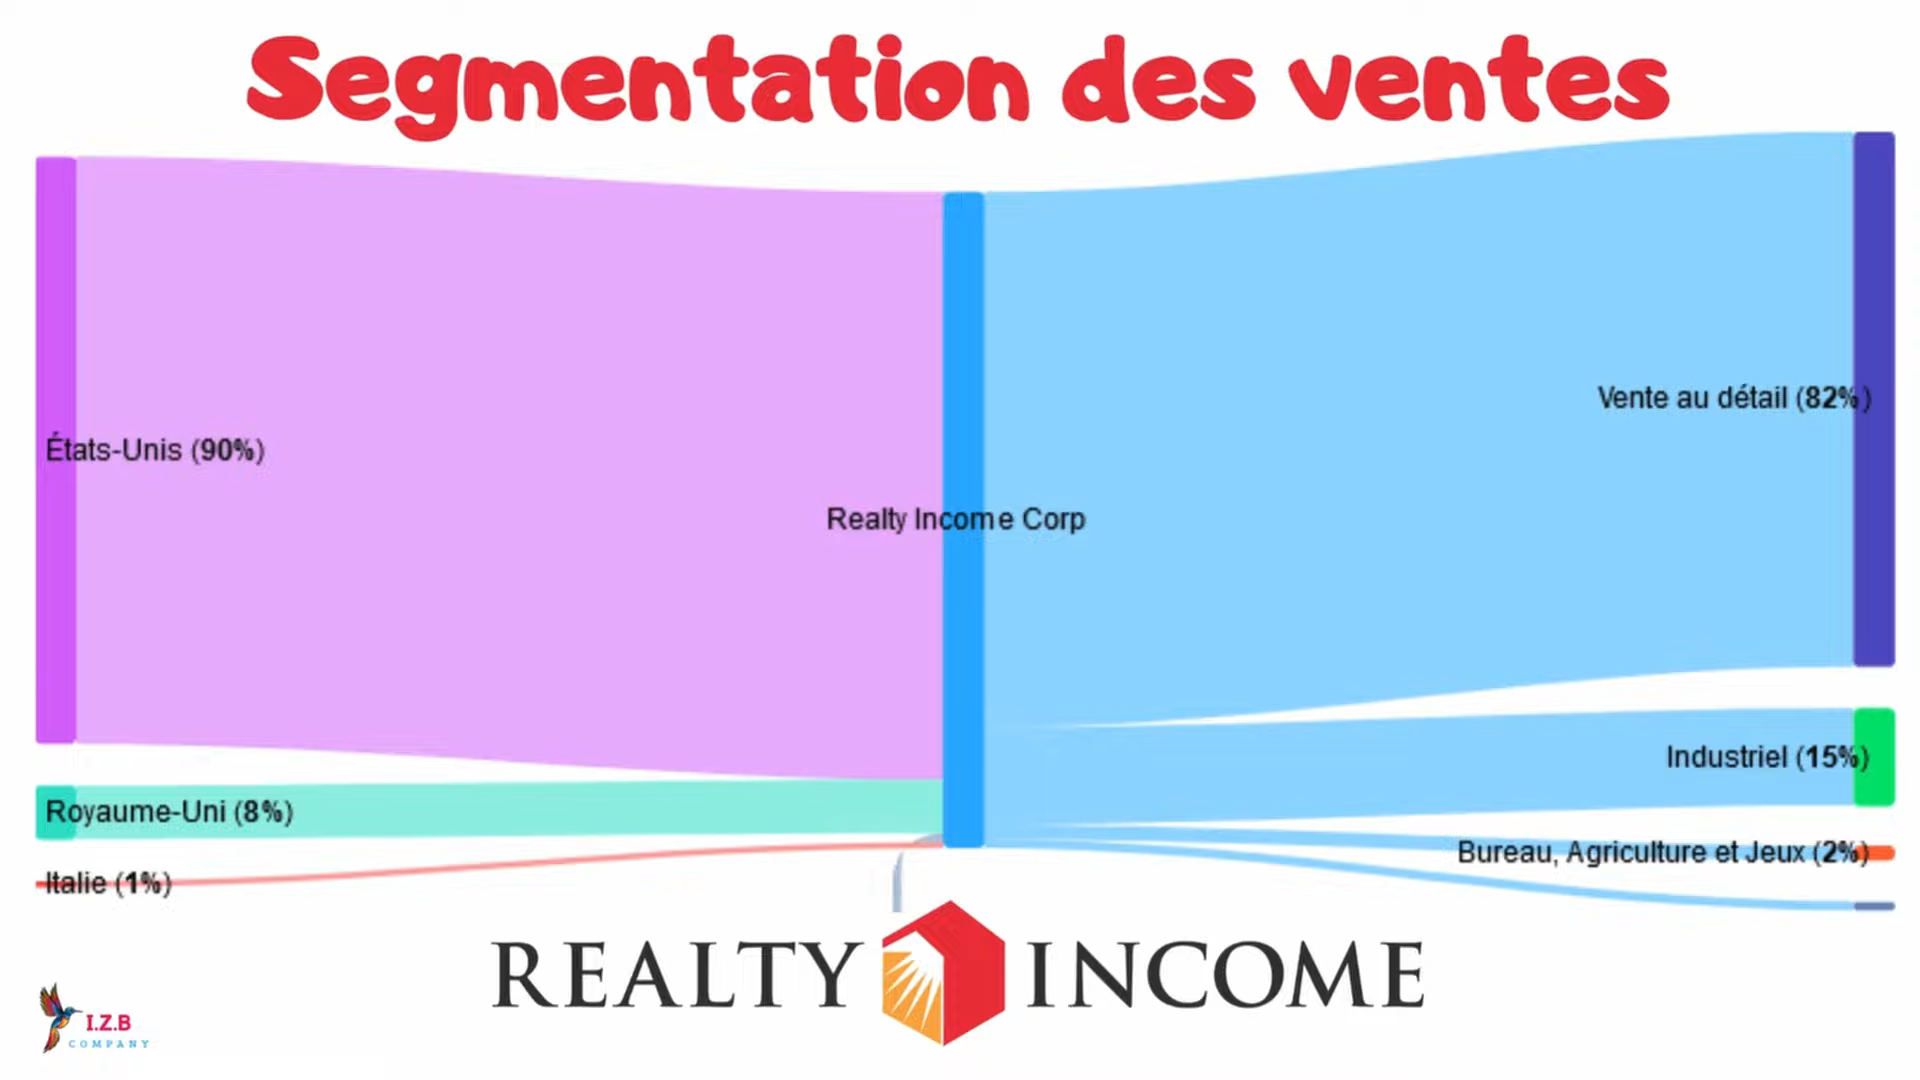 Segmentation des ventes
États-Unis (90%)
Royaume-Uni (8%)
Italie (1%)
Realty Income Corp
Vente au détail (82%)
Industriel (15%)
Bureau, Agriculture et Jeux (2%)
REALTY INCOME
I.Z.B
COMPANY